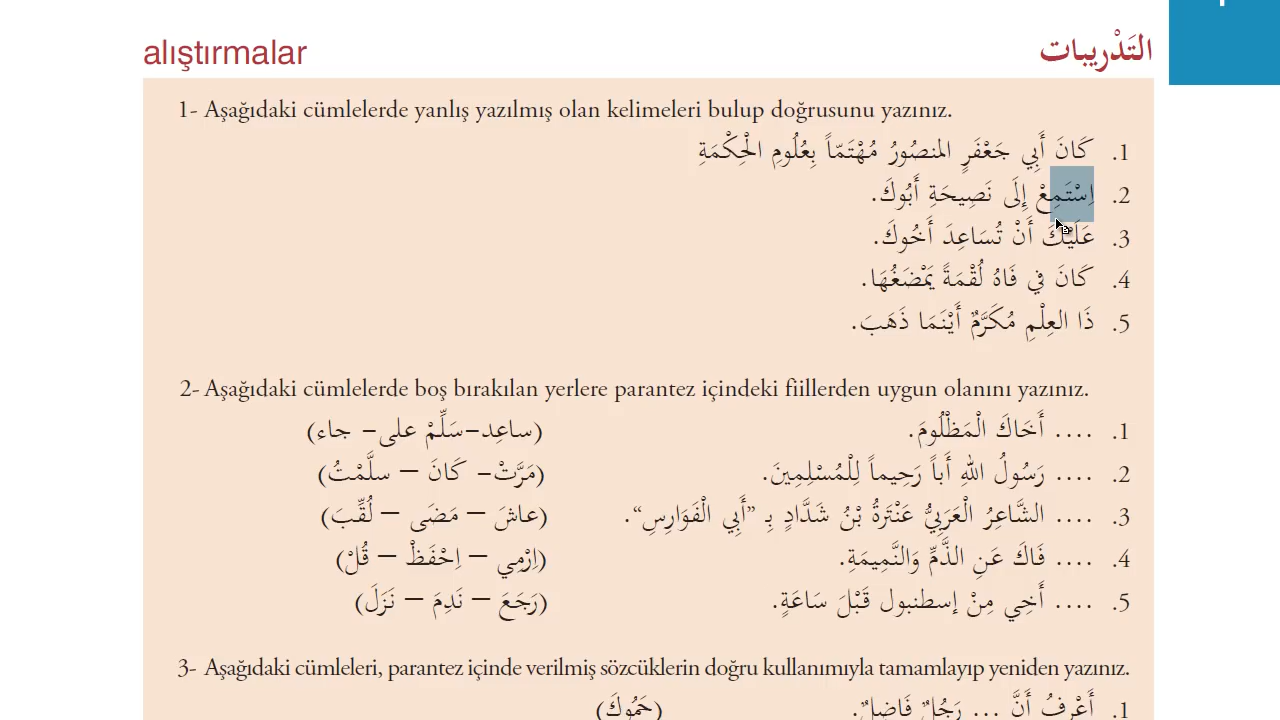 alıştırmalar
التَدْرِيبات
1- Aşağıdaki cümlelerde yanlış yazılmış olan kelimeleri bulup doğrusunu yazınız.
1. كَانَ أَبِي جَعْفَرٍ المنصُورُ مُهْتَمّاً بِعُلُومِ الْحِكْمَةِ
2. اِسْتَمِعْ إِلَى نَصِيحَةِ أَبُوكَ.
3. عَلَيْكَ أَنْ تُسَاعِدَ أَخُوكَ.
4. كَانَ فِي فَاهُ لُقْمَةً يَمْضَغُهَا.
5. ذَا العِلْمِ مُكَرَّمٌ أَيْنَمَا ذَهَبَ.
2- Aşağıdaki cümlelerde boş bırakılan yerlere parantez içindeki fiillerden uygun olanını yazınız.
1. .... أَخَاكَ الْمَظْلُومَ. (ساعِد–سَلِّمْ على– جاء)
2. .... رَسُولُ اللهِ أَباً رَحِيماً لِلْمُسْلِمِينَ. (مَرَّتْ– كَانَ – سلَّمْتُ)
3. .... الشَّاعِرُ الْعَرَبِيُّ عَنْتَرَةُ بْنُ شَدَّادٍ بِـ ”أَبِي الْفَوَارِسِ“. (عاشَ – مَضَى – لُقِّبَ)
4. .... فَاكَ عَنِ الذَّمِّ وَالنَّمِيمَةِ. (اِرْمِي – اِحْفَظْ – قُلْ)
5. .... أَخِي مِنْ إسطنبول قَبْلَ سَاعَةٍ. (رَجَعَ – نَدِمَ – نَزَلَ)
3- Aşağıdaki cümleleri, parantez içinde verilmiş sözcüklerin doğru kullanımıyla tamamlayıp yeniden yazınız.
1. أَعْرِفُ أَنَّ ... رَجُلٌ فَاضِلٌ. (حَمُوكَ)